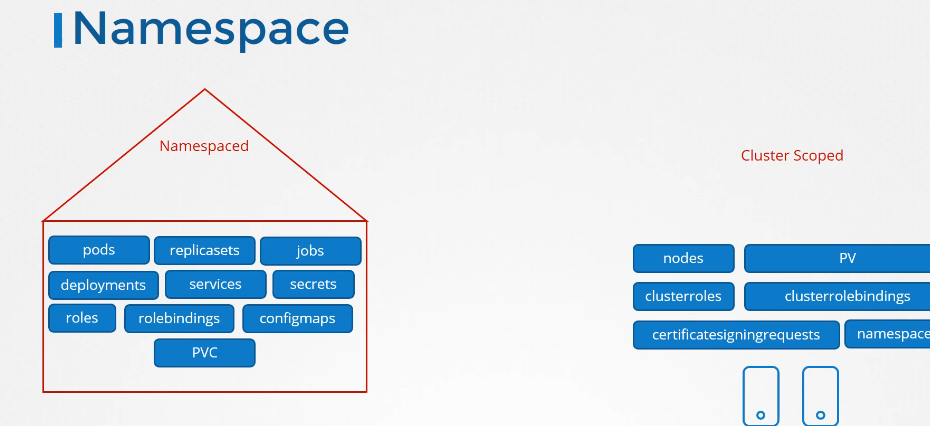 Namespace
Namespaced
Cluster Scoped
pods
replicasets
jobs
deployments
services
secrets
roles
rolebindings
configmaps
PVC
nodes
PV
clusterroles
clusterrolebindings
certificatesigningrequests
namespace